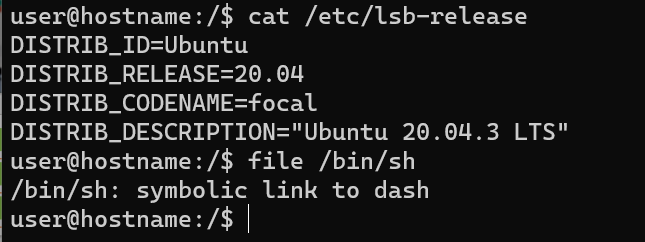 user@hostname:/$ cat /etc/lsb-release
DISTRIB_ID=Ubuntu
DISTRIB_RELEASE=20.04
DISTRIB_CODENAME=focal
DISTRIB_DESCRIPTION="Ubuntu 20.04.3 LTS"
user@hostname:/$ file /bin/sh
/bin/sh: symbolic link to dash
user@hostname:/$